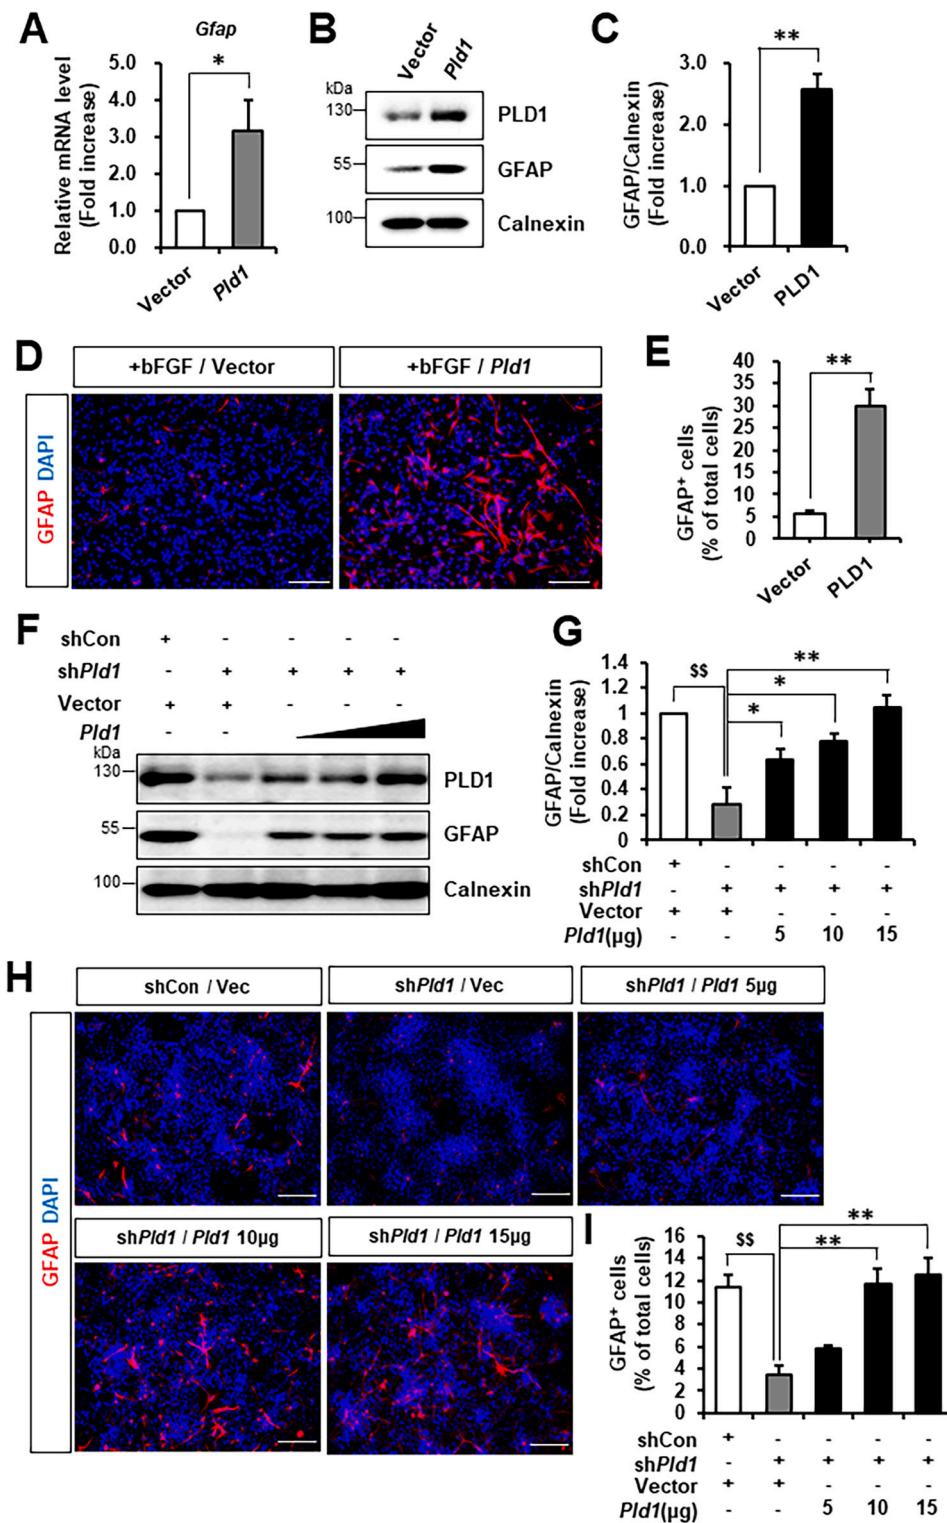 A
Gfap
*
Relative mRNA level
(Fold increase)
5.0
4.0
3.0
2.0
1.0
0.0
Vector
Pld1
B
Vector
Pld1
kDa
130
PLD1
55
GFAP
100
Calnexin
C
**
GFAP/Calnexin
(Fold increase)
3.0
2.0
1.0
0.0
Vector
PLD1
D
+bFGF / Vector
+bFGF / Pld1
GFAP DAPI
E
**
GFAP+ cells
(% of total cells)
40
35
30
25
20
15
10
5
0
Vector
PLD1
F
shCon + - - - -
shPld1 - + + + +
Vector + + - - -
Pld1 - -
kDa
130
PLD1
55
GFAP
100
Calnexin
G
GFAP/Calnexin
(Fold increase)
1.4
1.2
1
0.8
0.6
0.4
0.2
0
$$
**
*
*
shCon + - - - -
shPld1 - + + + +
Vector + + - - -
Pld1(μg) - - 5 10 15
H
shCon / Vec
shPld1 / Vec
shPld1 / Pld1 5μg
GFAP DAPI
shPld1 / Pld1 10μg
shPld1 / Pld1 15μg
I
GFAP+ cells
(% of total cells)
16
14
12
10
8
6
4
2
0
$$
**
**
shCon + - - - -
shPld1 - + + + +
Vector + + - - -
Pld1(μg) - - 5 10 15